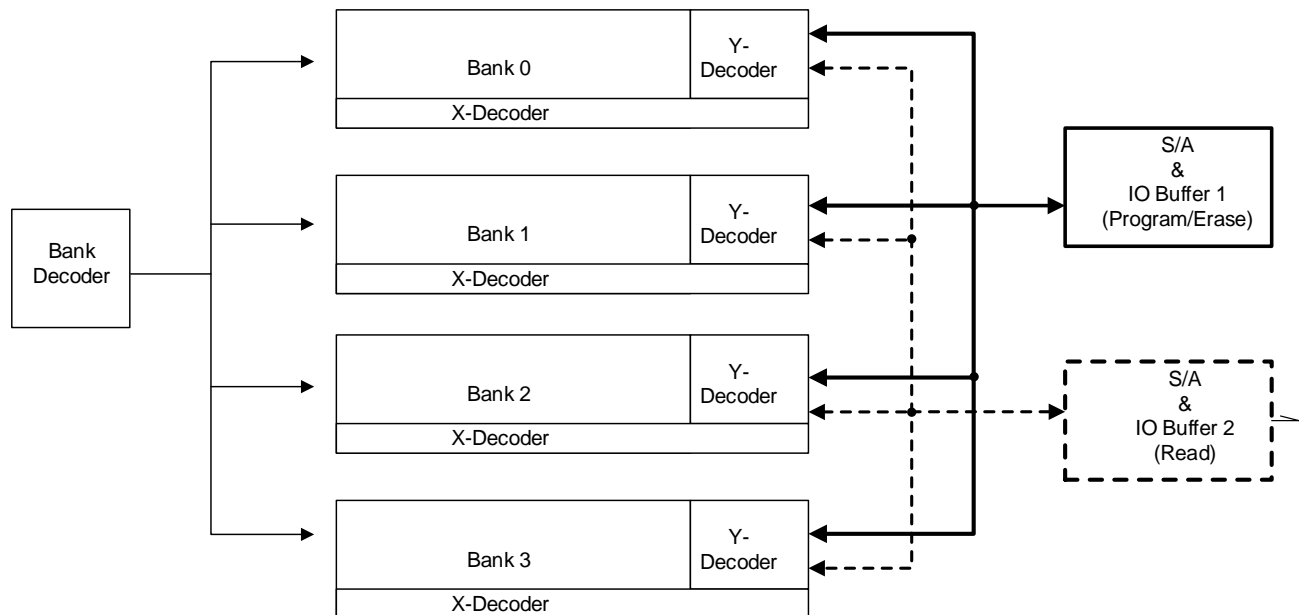 Bank 0
Y-
Decoder
X-Decoder
Bank 1
Y-
Decoder
X-Decoder
Bank
Decoder
Bank 2
Y-
Decoder
X-Decoder
Bank 3
Y-
Decoder
X-Decoder
S/A
&
IO Buffer 1
(Program/Erase)
S/A
&
IO Buffer 2
(Read)